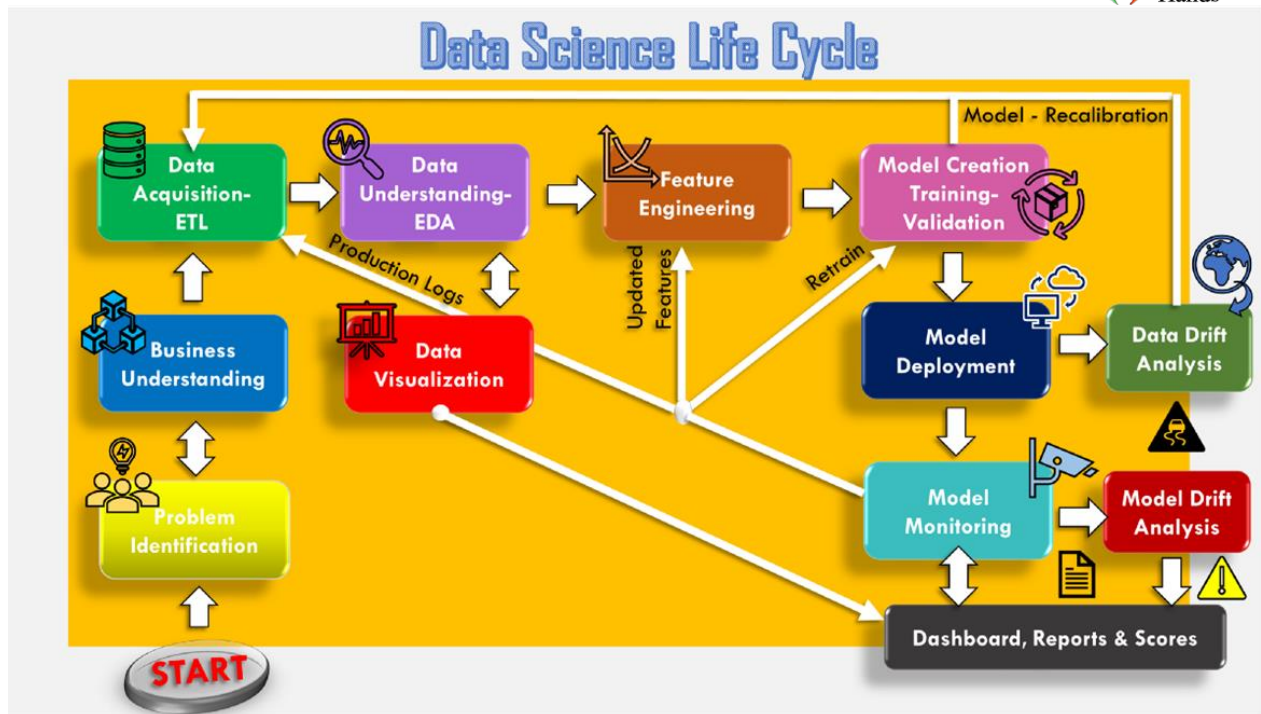 Hands
Data Science Life Cycle
Model - Recalibration
Data
Acquisition-
ETL
Data
Understanding-
EDA
Feature
Engineering
Model Creation
Training-
Validation
Production Logs
Updated
Features
Retrain
Business
Understanding
Data
Visualization
Model
Deployment
Data Drift
Analysis
Problem
Identification
Model
Monitoring
Model Drift
Analysis
Dashboard, Reports & Scores
START